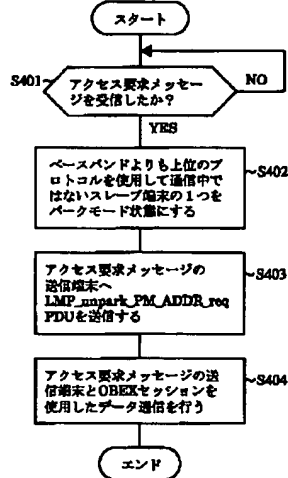 スタート
S401
アクセス要求メッセー
ジを受信したか？
NO
YES
ベースバンドよりも上位のプ
ロトコルを使用して通信中で
はないスレーブ端末の１つを
パークモード状態にする
S402
アクセス要求メッセージの
送信端末へ
LMP_unpark_PM_ADDR_req
PDUを送信する
S403
アクセス要求メッセージの送
信端末とOBEXセッションを
使用したデータ通信を行う
S404
エンド